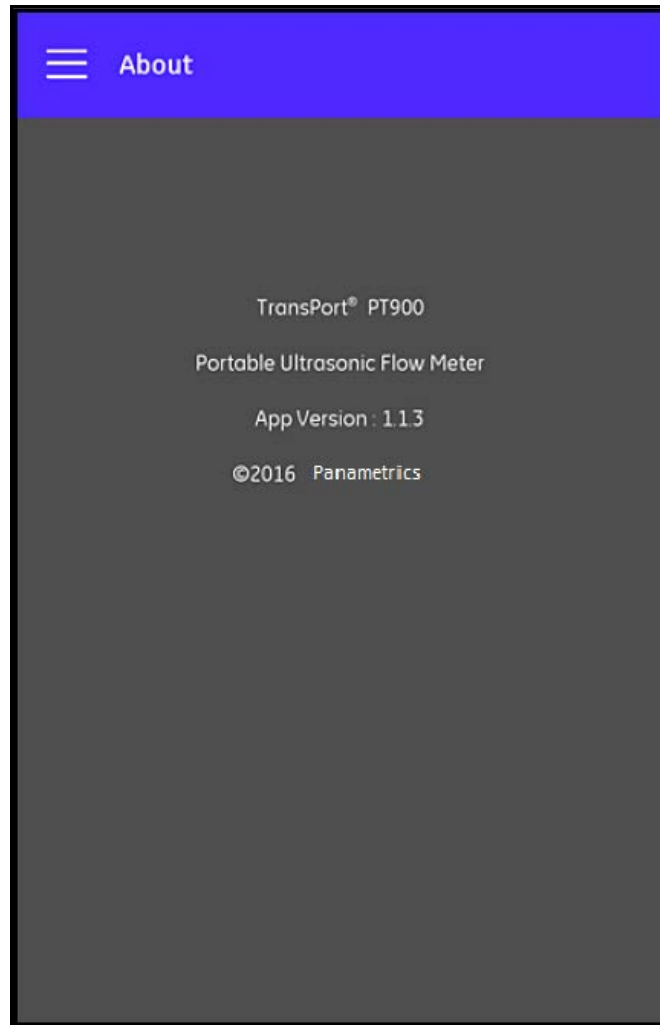 About
TransPort® PT900
Portable Ultrasonic Flow Meter
App Version : 1.1.3
©2016 Panametrics